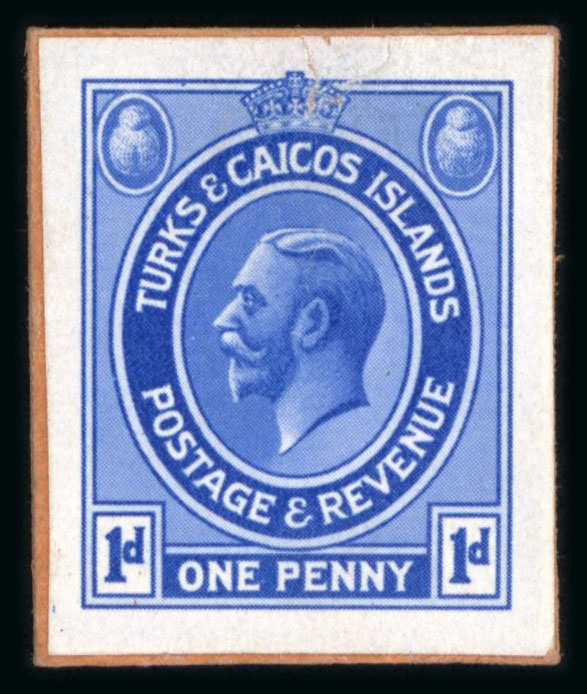 TURKS & CAICOS ISLANDS
POSTAGE & REVENUE
1d
ONE PENNY
1d